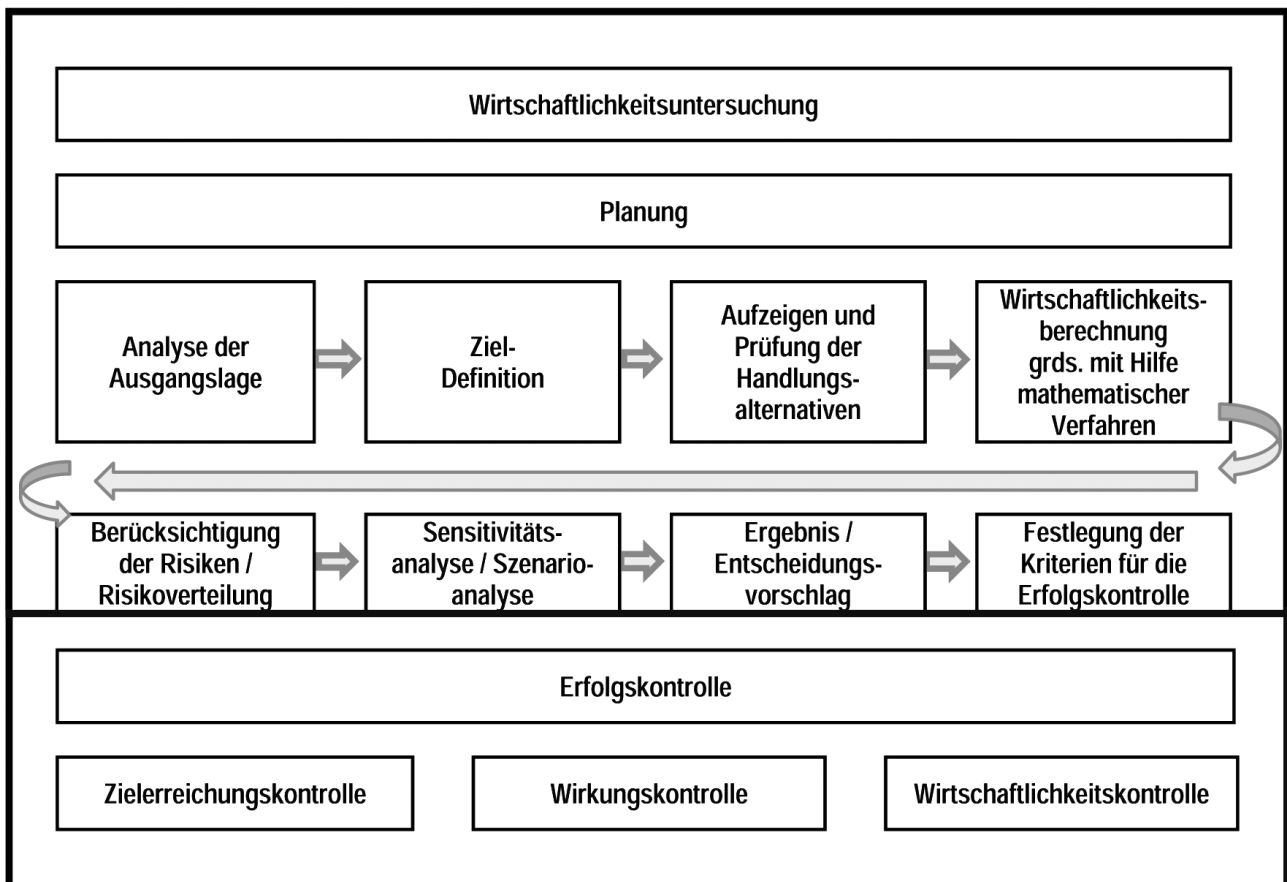 Wirtschaftlichkeitsuntersuchung
Planung
Analyse der
Ausgangslage
Ziel-
Definition
Aufzeigen und
Prüfung der
Handlungs-
alternativen
Wirtschaftlichkeits-
berechnung
grds. mit Hilfe
mathematischer
Verfahren
Berücksichtigung
der Risiken /
Risikoverteilung
Sensitivitäts-
analyse / Szenario-
analyse
Ergebnis /
Entscheidungs-
vorschlag
Festlegung der
Kriterien für die
Erfolgskontrolle
Erfolgskontrolle
Zielerreichungskontrolle
Wirkungskontrolle
Wirtschaftlichkeitskontrolle